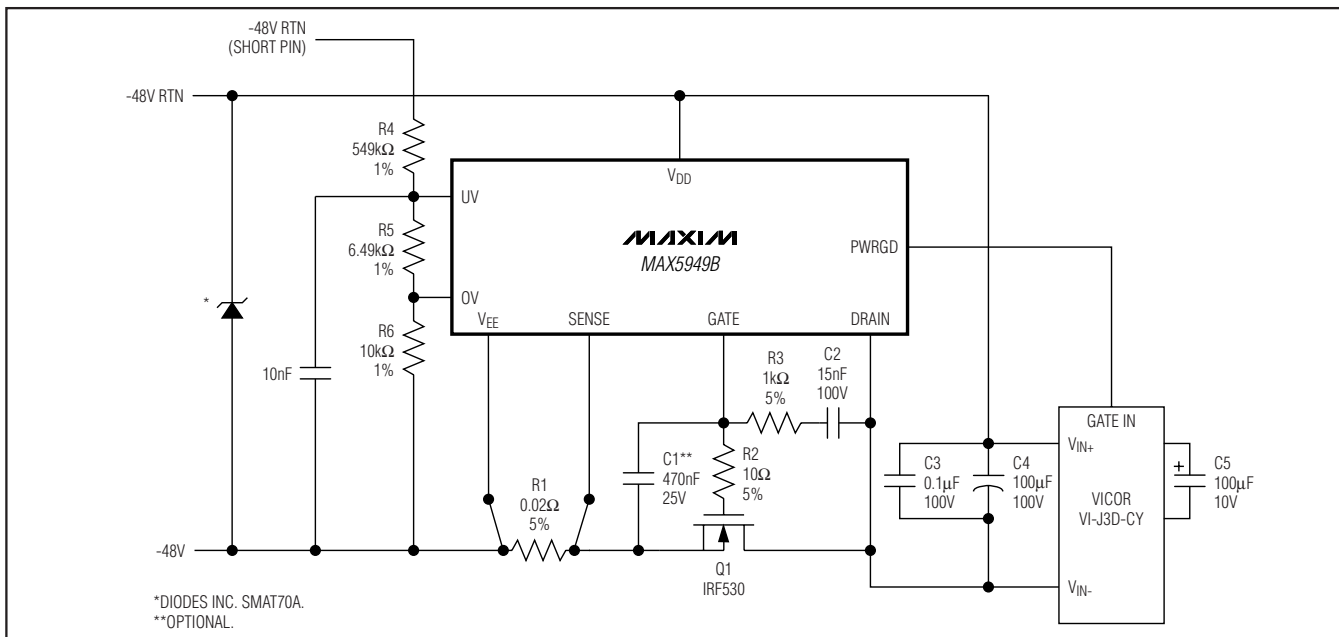 -48V RTN
(SHORT PIN)
-48V RTN
R4
549kΩ
1%
VDD
UV
R5
6.49kΩ
1%
MAXIM
MAX5949B
PWRGD
*
OV
VEE
SENSE
GATE
DRAIN
R6
10kΩ
1%
10nF
R3
1kΩ
5%
C2
15nF
100V
GATE IN
VIN+
C1**
470nF
25V
R2
10Ω
5%
C3
0.1µF
100V
C4
100µF
100V
+
C5
100µF
10V
VICOR
VI-J3D-CY
R1
0.02Ω
5%
-48V
Q1
IRF530
VIN-
*DIODES INC. SMAT70A.
**OPTIONAL.